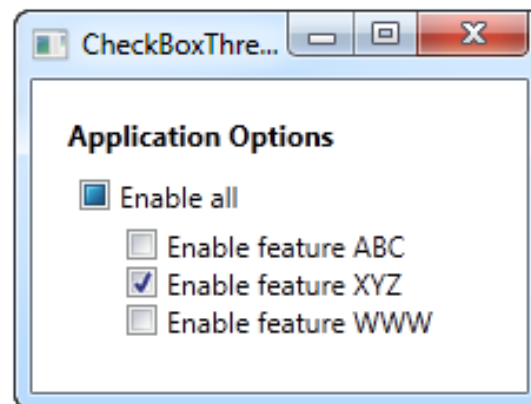 CheckBoxThre...
Application Options
Enable all
Enable feature ABC
Enable feature XYZ
Enable feature WWW